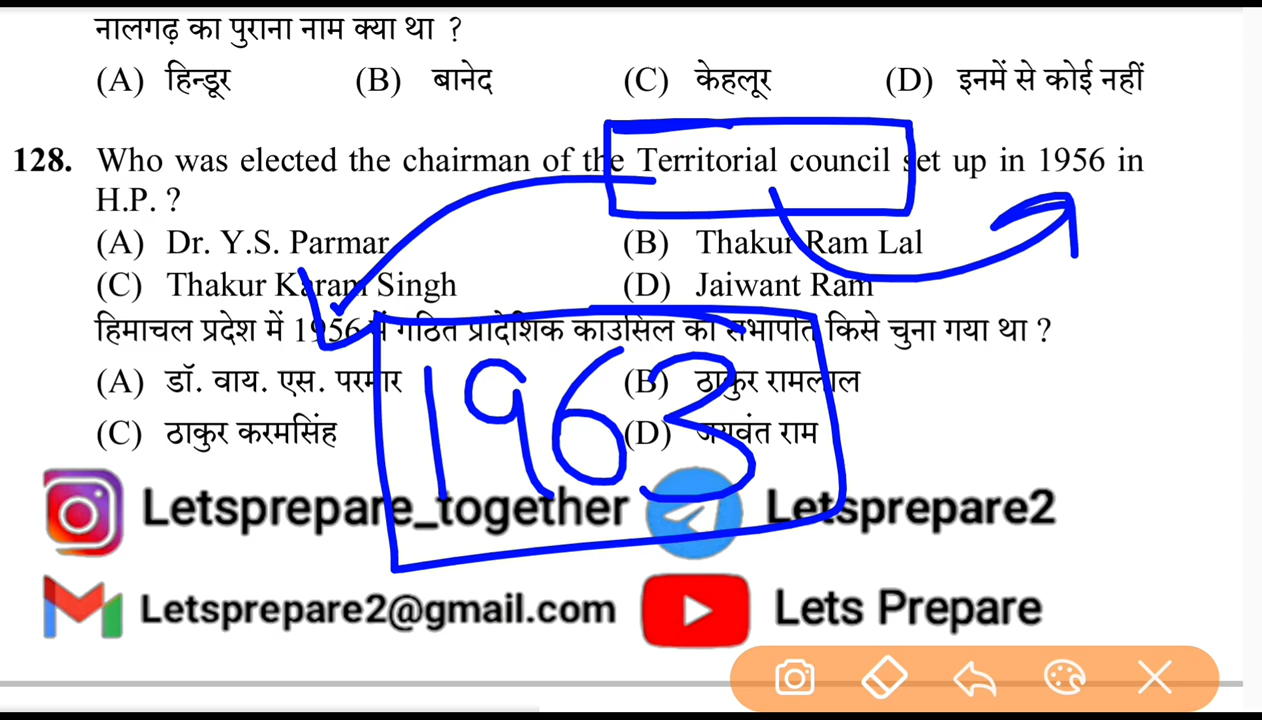 नालगढ़ का पुराना नाम क्या था ?
(A) हिन्डूर (B) बानेद (C) केहलूर (D) इनमें से कोई नहीं
128. Who was elected the chairman of the Territorial council set up in 1956 in
H.P. ?
(A) Dr. Y.S. Parmar (B) Thakur Ram Lal
(C) Thakur Karam Singh (D) Jaiwant Ram
हिमाचल प्रदेश में 1956 में गठित प्रादेशिक काउंसिल का सभापति किसे चुना गया था ?
(A) डॉ. वाय. एस. परमार (B) ठाकुर रामलाल
(C) ठाकुर करमसिंह (D) जयवंत राम
1963
Letsprepare_together Letsprepare2
Letsprepare2@gmail.com Lets Prepare